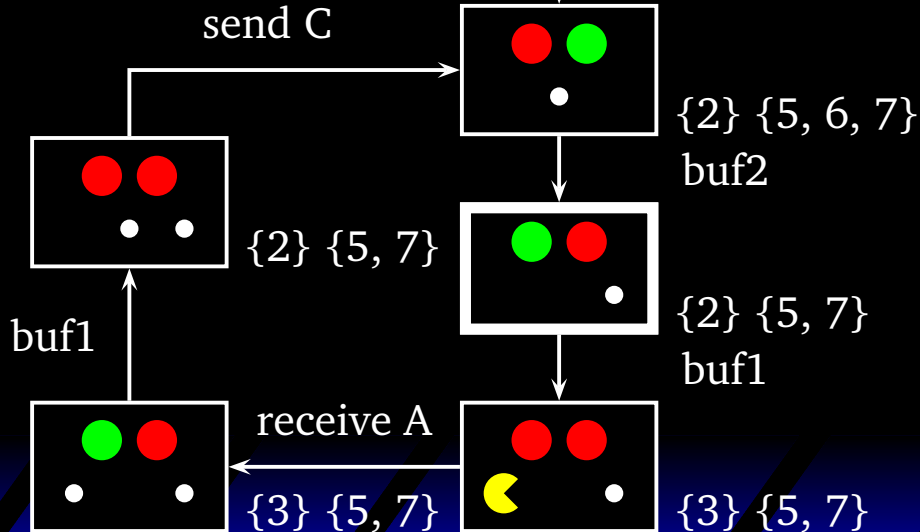 send C
{2} {5, 6, 7}
buf2
{2} {5, 7}
{2} {5, 7}
buf1
buf1
receive A
{3} {5, 7}
{3} {5, 7}